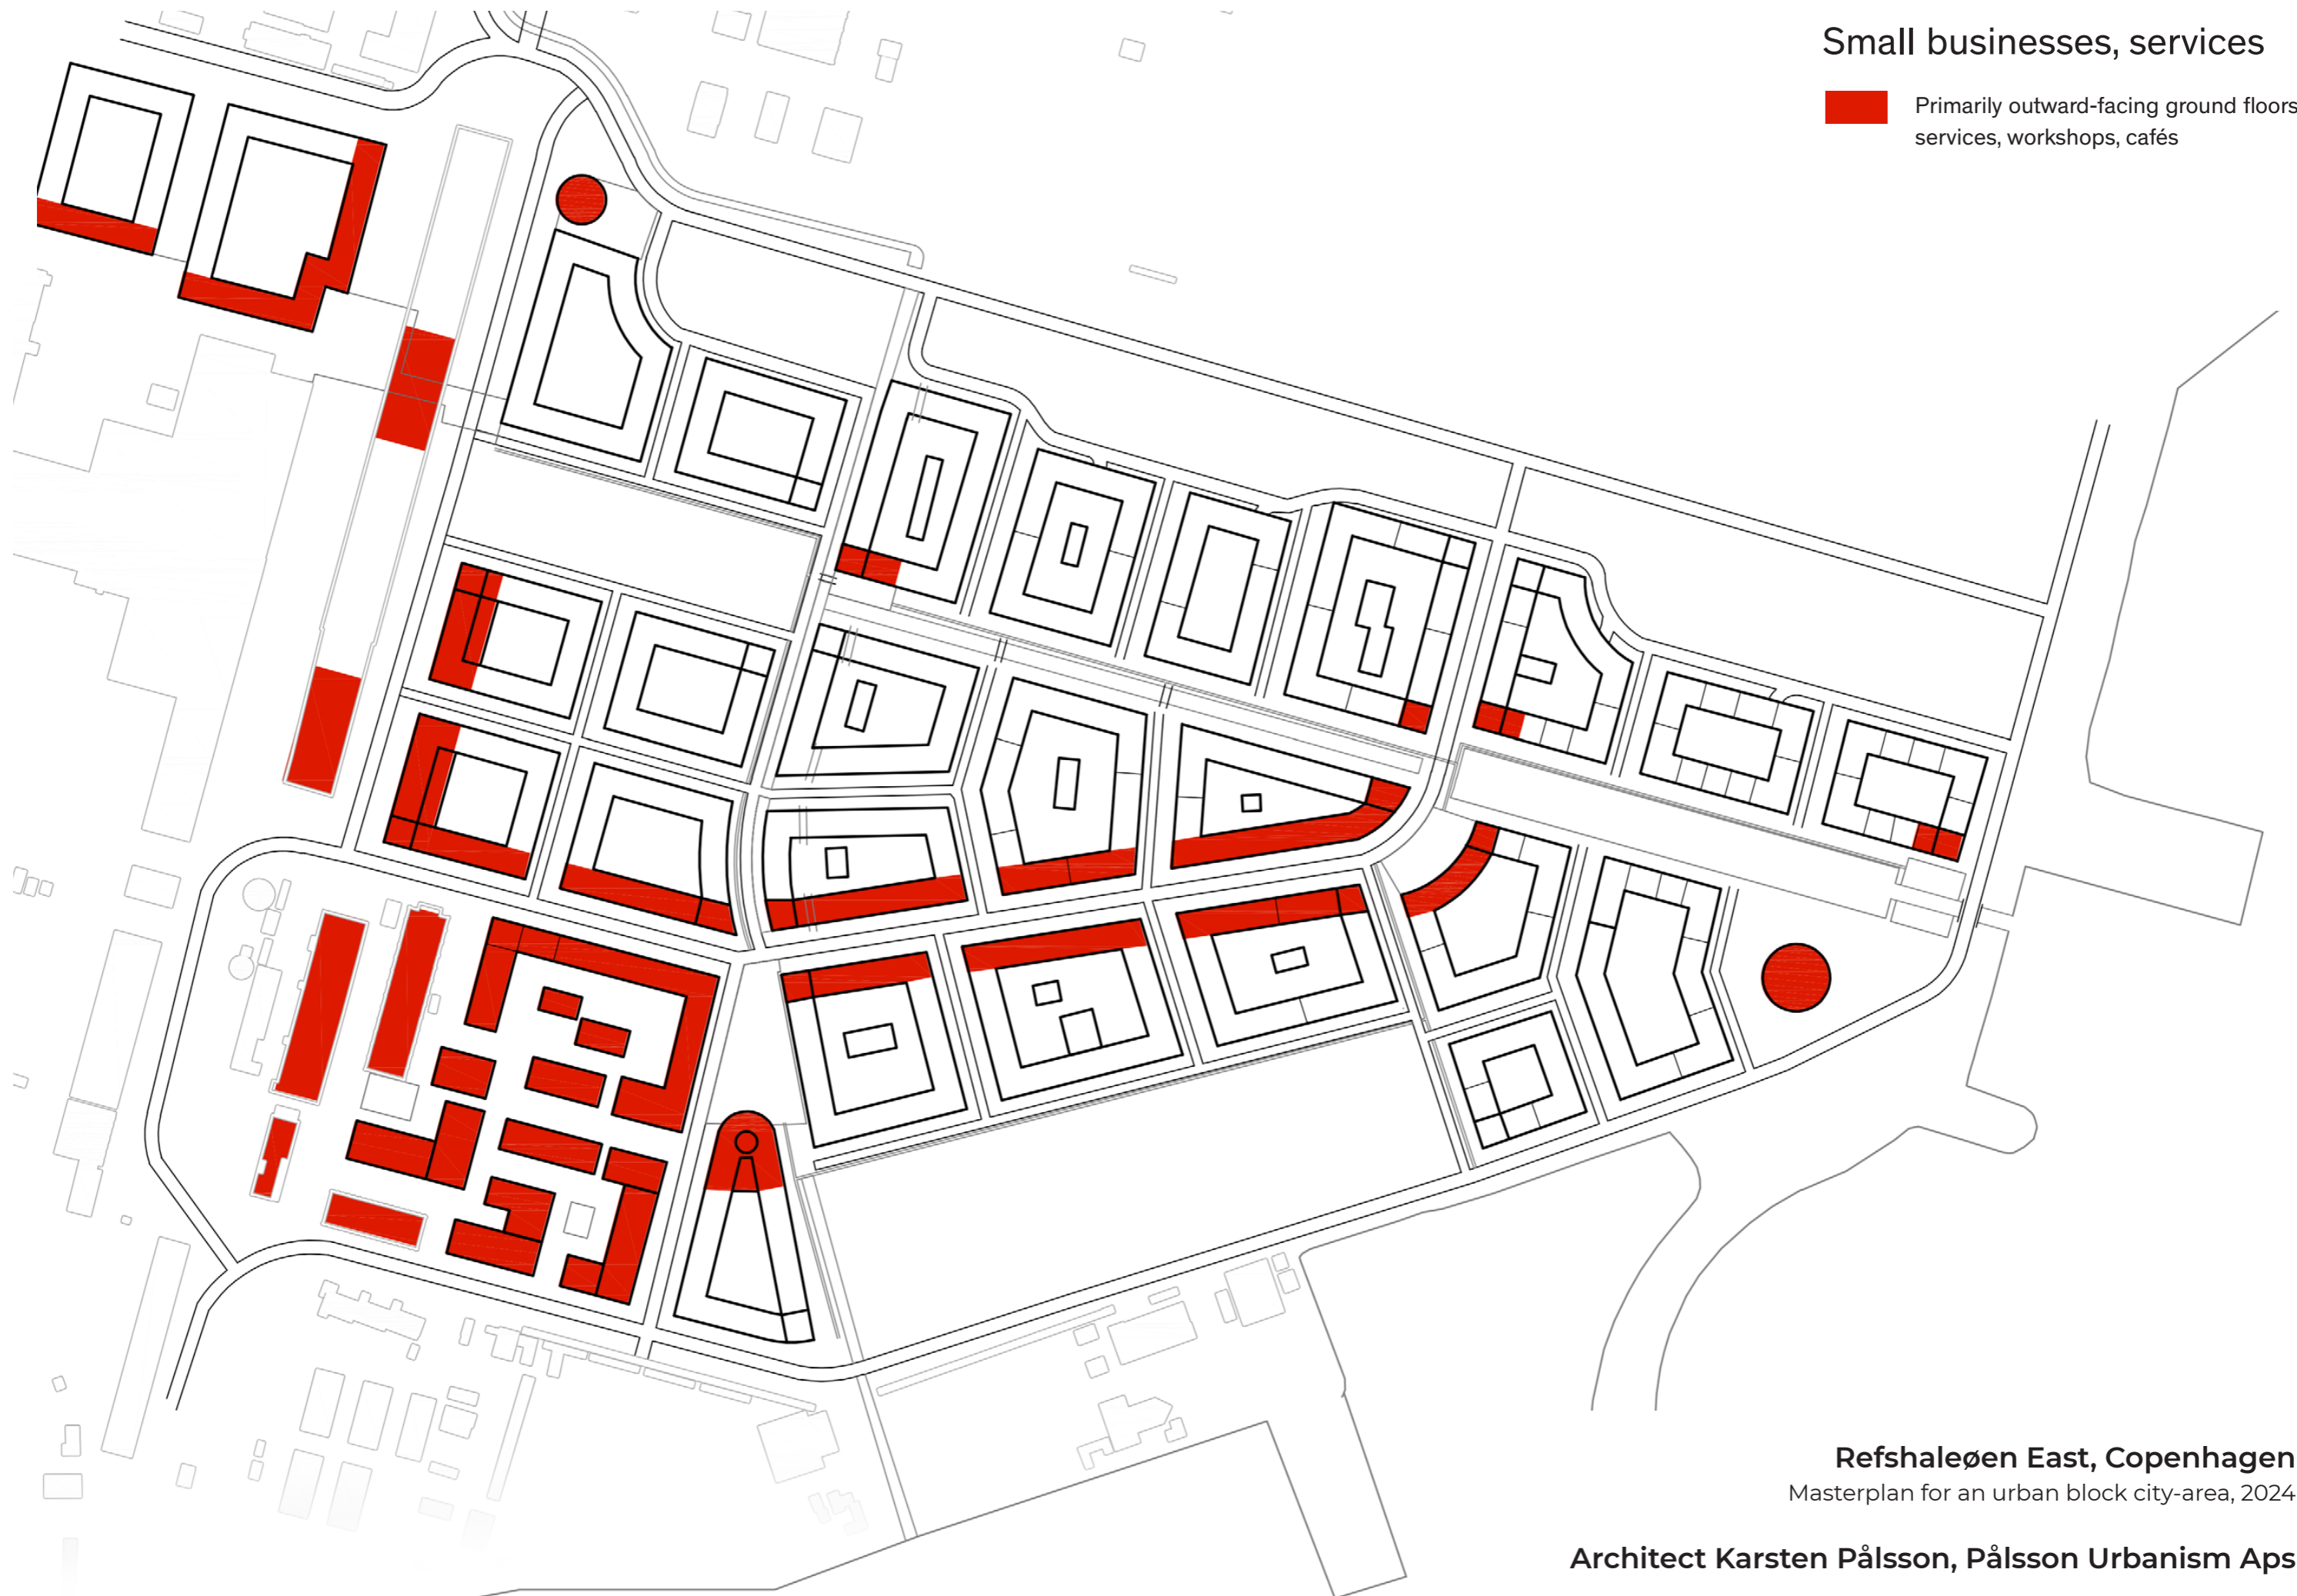 Small businesses, services
Primarily outward-facing ground floors
services, workshops, cafés
Refshaleøen East, Copenhagen
Masterplan for an urban block city-area, 2024
Architect Karsten Pålsson, Pålsson Urbanism Aps